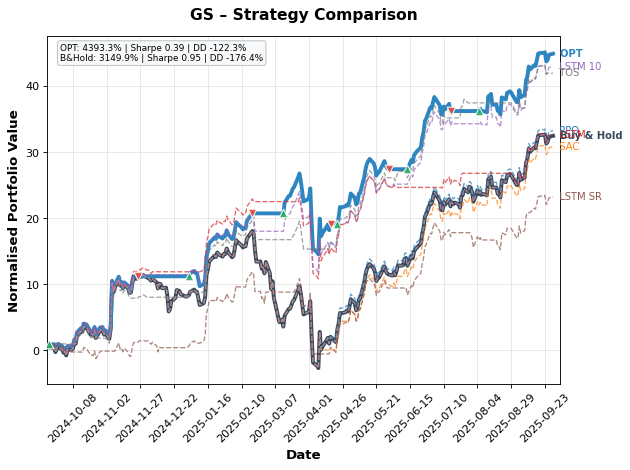 GS – Strategy Comparison
OPT: 4393.3% | Sharpe 0.39 | DD -122.3%
B&Hold: 3149.9% | Sharpe 0.95 | DD -176.4%
OPT
LSTM 10
TOS
Buy & Hold
SAC
LSTM SR
Normalised Portfolio Value
40
30
20
10
0
2024-10-08
2024-11-02
2024-11-27
2024-12-22
2025-01-16
2025-02-10
2025-03-07
2025-04-01
2025-04-26
2025-05-21
2025-06-15
2025-07-10
2025-08-04
2025-08-29
2025-09-23
Date